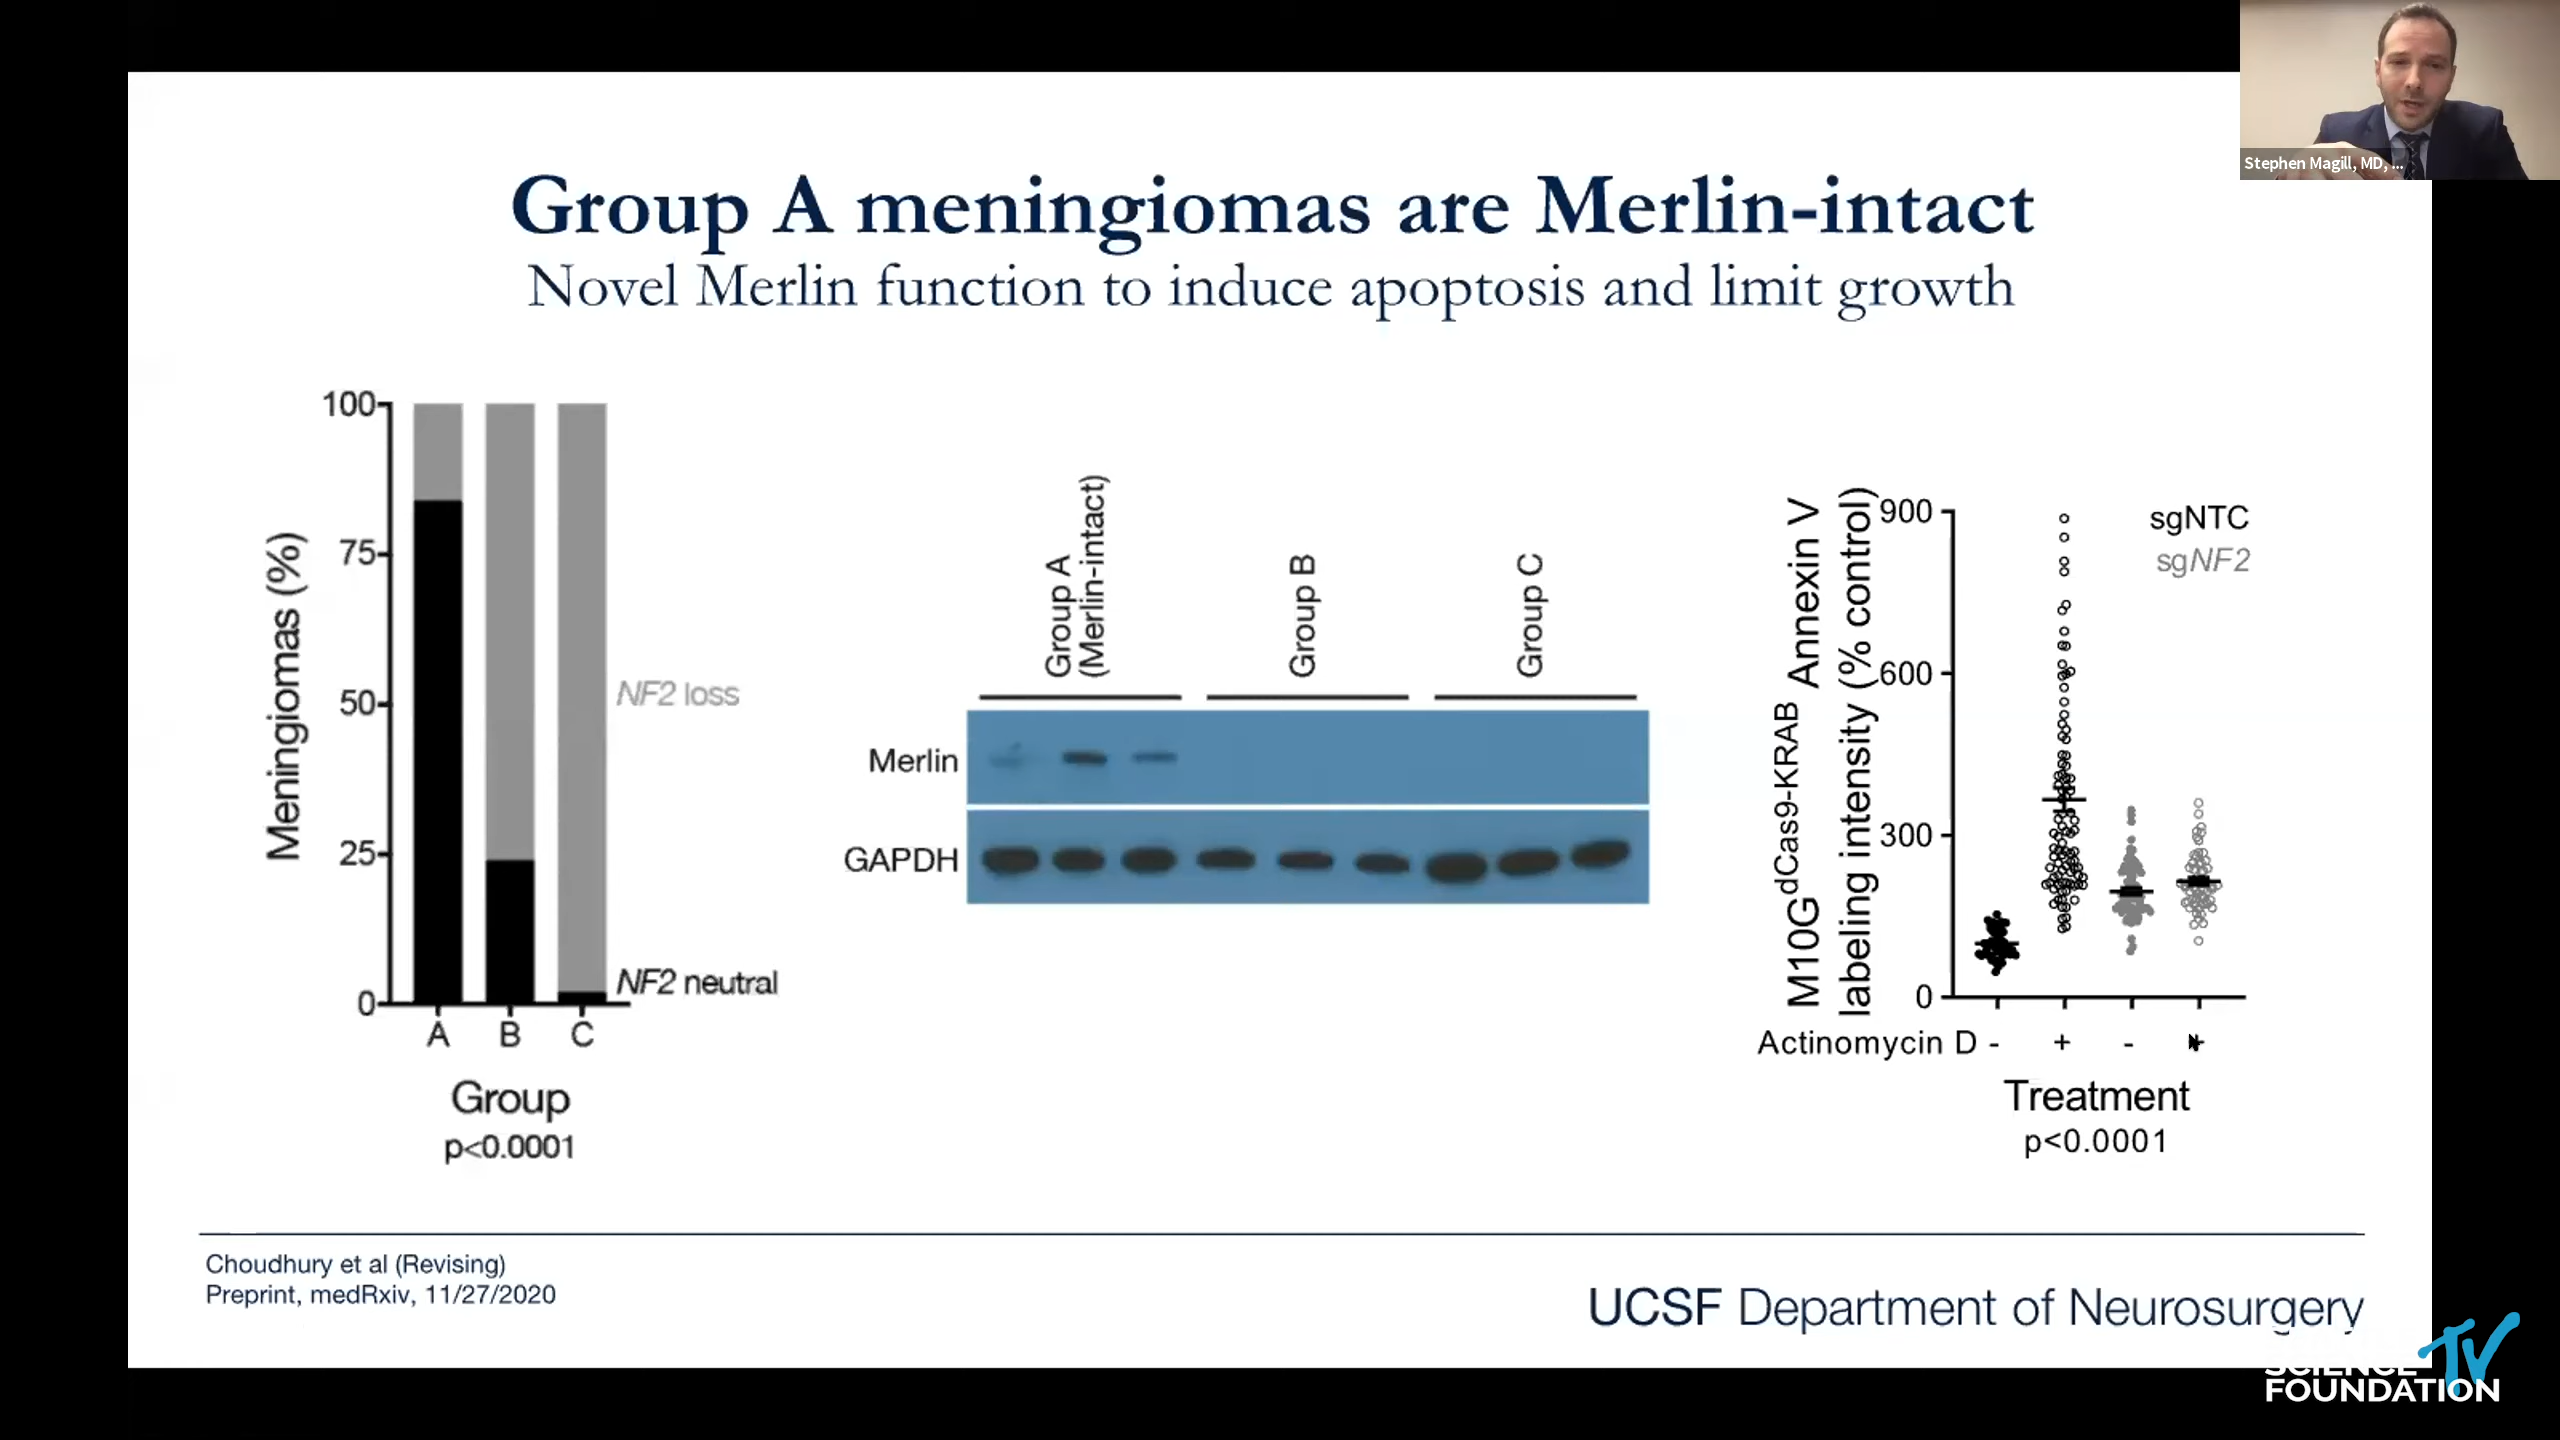 Stephen Magill, MD, ...
Group A meningiomas are Merlin-intact
Novel Merlin function to induce apoptosis and limit growth
Meningiomas (%)
100
75
50
25
0
NF2 loss
NF2 neutral
A B C
Group
p<0.0001
Group A
(Merlin-intact)
Group B
Group C
Merlin
GAPDH
M10G dCas9-KRAB Annexin V
labeling intensity (% control)
900
600
300
0
sgNTC
sgNF2
Actinomycin D - + - +
Treatment
p<0.0001
Choudhury et al (Revising)
Preprint, medRxiv, 11/27/2020
UCSF Department of Neurosurgery
SCIENCE TV
FOUNDATION